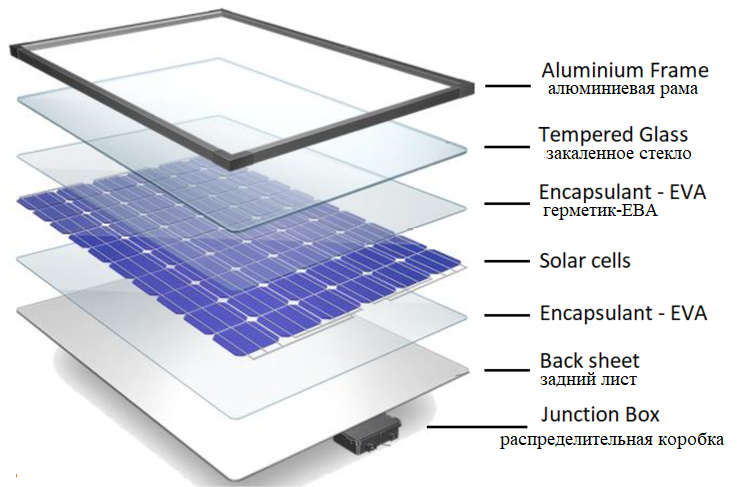 Aluminium Frame
алюминиевая рама
Tempered Glass
закаленное стекло
Encapsulant - EVA
герметик-ЕВА
Solar cells
Encapsulant - EVA
Back sheet
задний лист
Junction Box
распределительная коробка